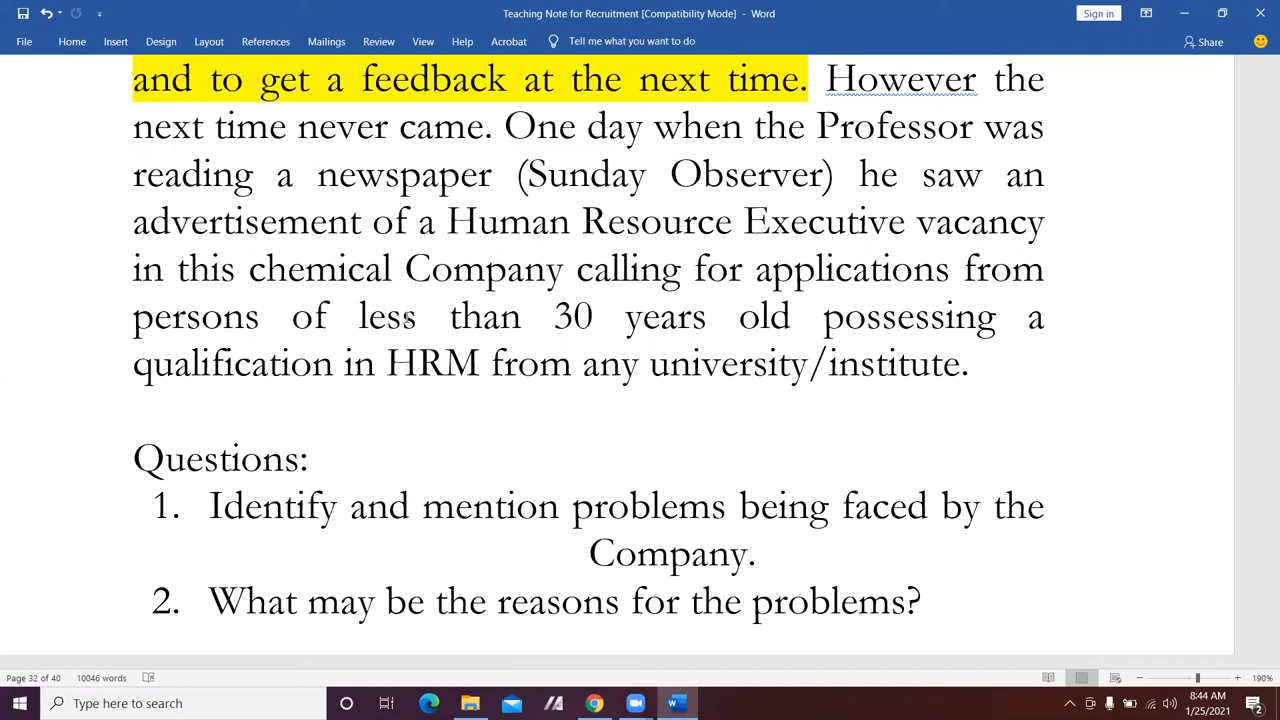 Teaching Note for Recruitment [Compatibility Mode] - Word
Sign in
File Home Insert Design Layout References Mailings Review View Help Acrobat Tell me what you want to do Share
and to get a feedback at the next time. However the
next time never came. One day when the Professor was
reading a newspaper (Sunday Observer) he saw an
advertisement of a Human Resource Executive vacancy
in this chemical Company calling for applications from
persons of less than 30 years old possessing a
qualification in HRM from any university/institute.
Questions:
1. Identify and mention problems being faced by the
Company.
2. What may be the reasons for the problems?
Page 32 of 40 10046 words 190%
Type here to search
8:44 AM
1/25/2021
2